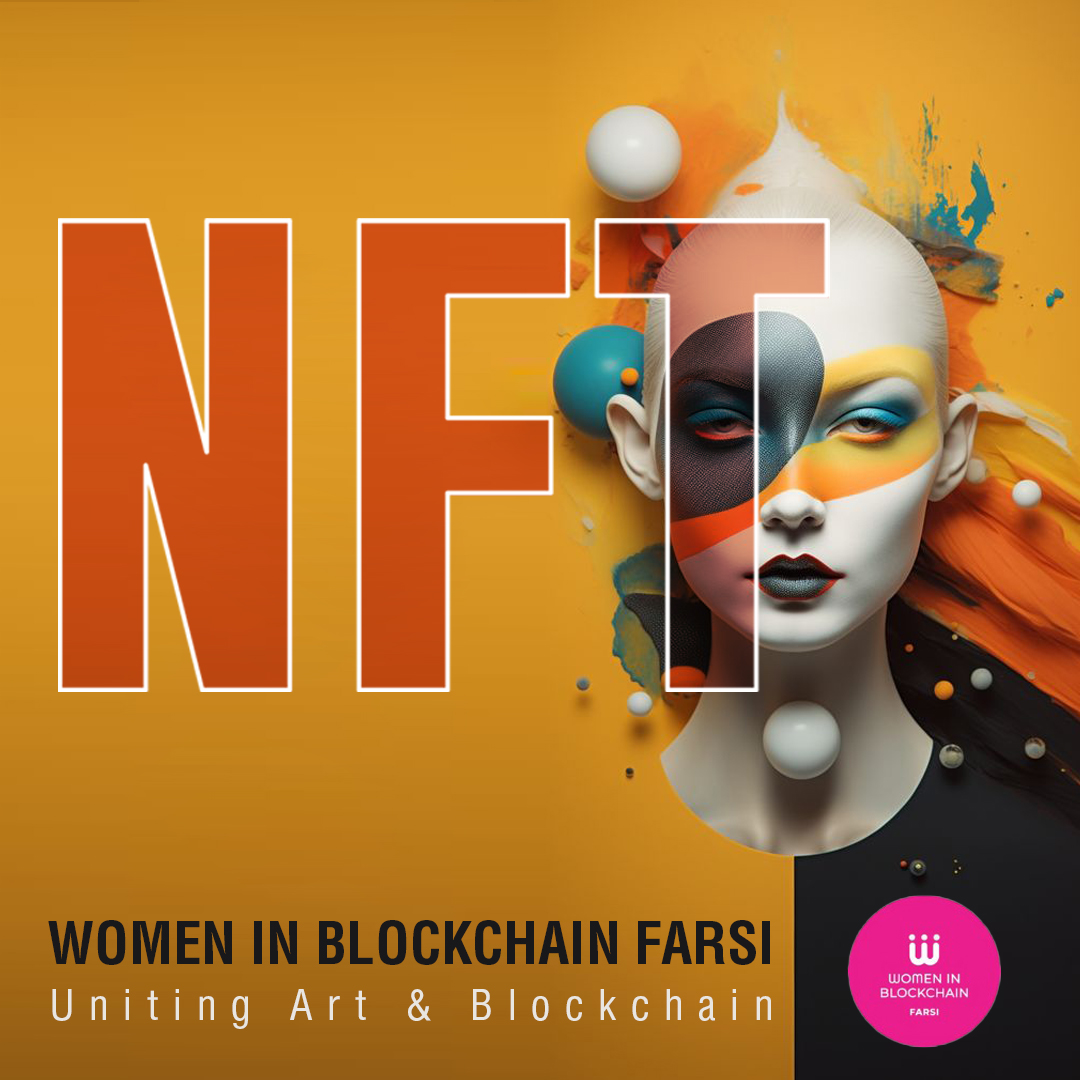 NFT
WOMEN IN BLOCKCHAIN FARSI
Uniting Art & Blockchain
WOMEN IN
BLOCKCHAIN
FARSI